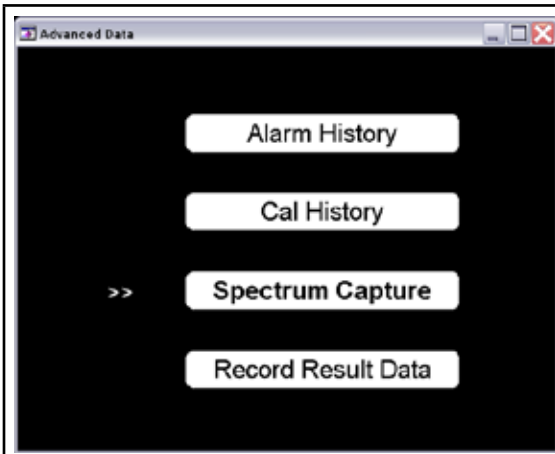 Advanced Data
Alarm History
Cal History
>> Spectrum Capture
Record Result Data